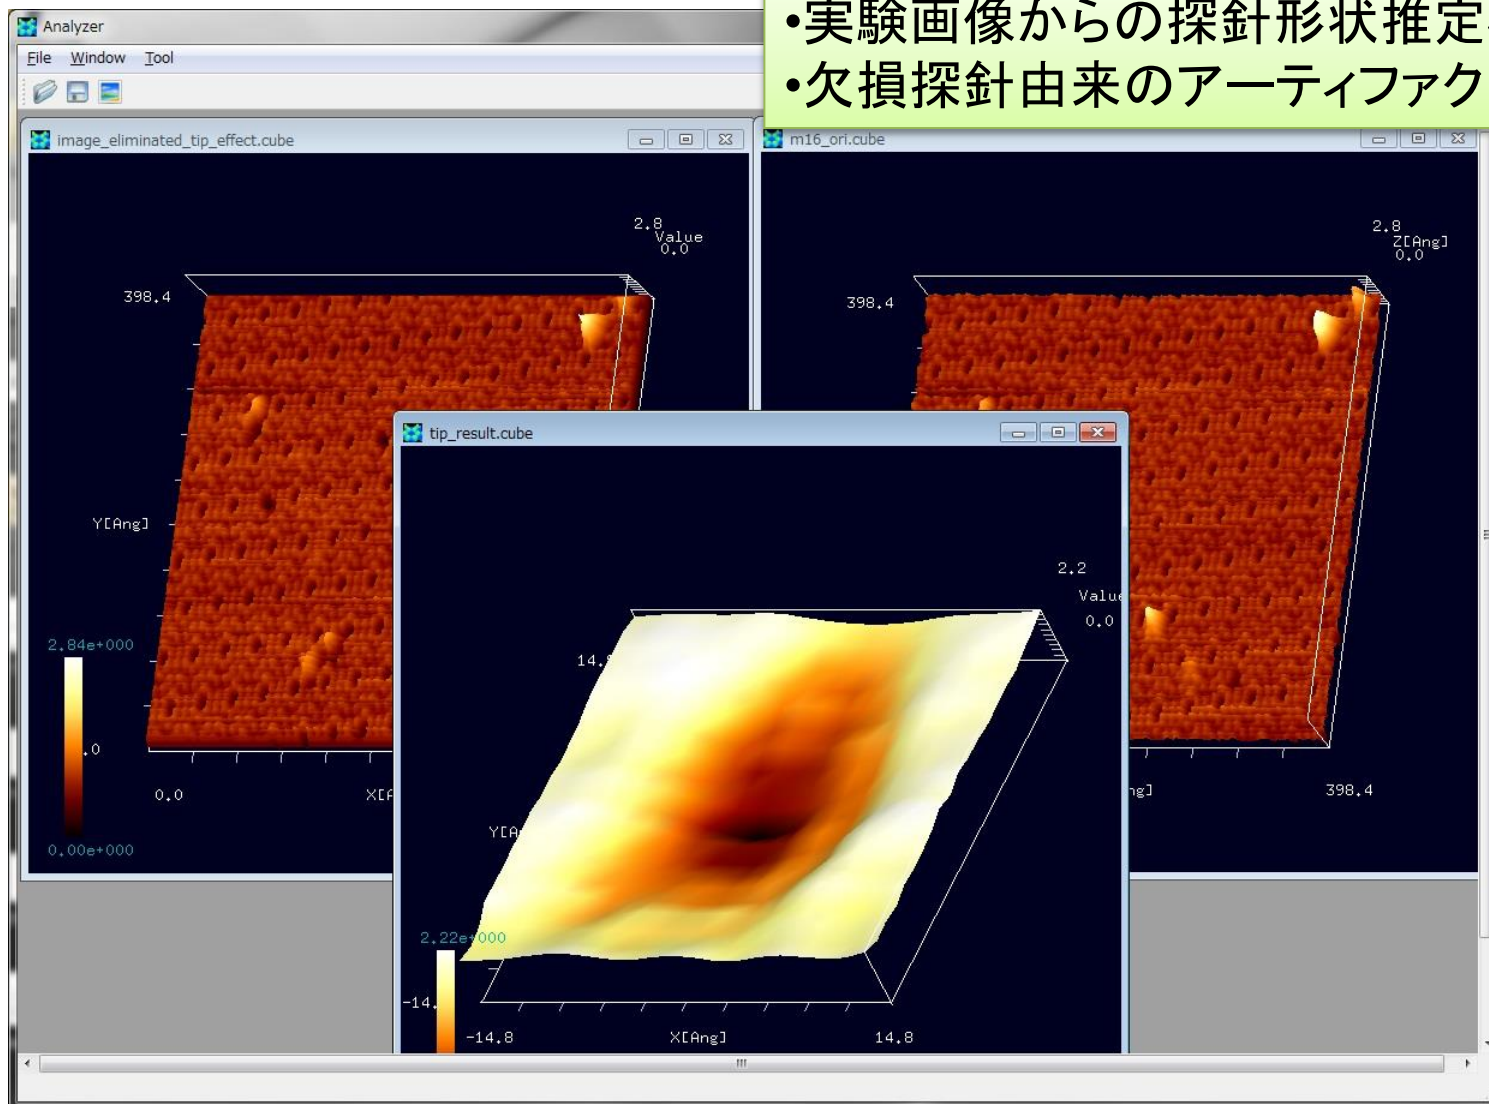 •実験画像からの探針形状推定
•欠損探針由来のアーティファク
Analyzer
File Window Tool
image_eliminated_tip_effect.cube
2.8
Value
0.0
398.4
Y[Ang]
2.84e+000
.0
0.00e+000
0.0
m16_ori.cube
2.8
Z[Ang]
0.0
398.4
398.4
tip_result.cube
2.2
Value
0.0
2.22e+000
-14.8
X[Ang]
14.8